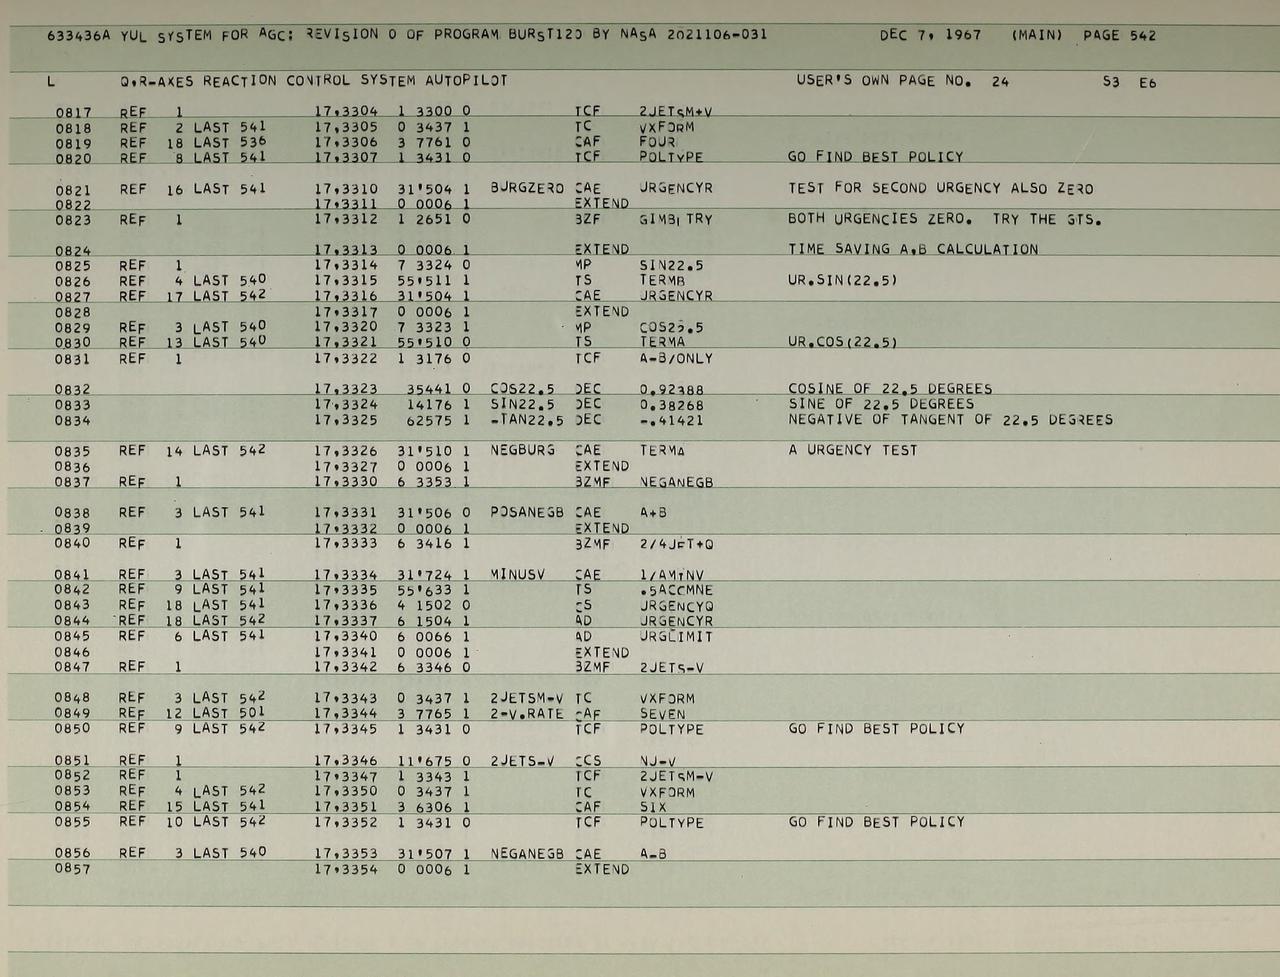 633436A YUL SYSTEM FOR AGC: REVISION 0 OF PROGRAM BURST120 BY NASA 2021106-031 DEC 7, 1967 (MAIN) PAGE 542
L Q,R-AXES REACTION CONTROL SYSTEM AUTOPILOT USER'S OWN PAGE NO. 24 S3 E6
0817 REF 1 17,3304 1 3300 0 TCF 2JETSM+V
0818 REF 2 LAST 541 17,3305 0 3437 1 TC VXFORM
0819 REF 18 LAST 536 17,3306 3 7761 0 CAF FOUR
0820 REF 8 LAST 541 17,3307 1 3431 0 TCF POLTYPE GO FIND BEST POLICY
0821 REF 16 LAST 541 17,3310 31'504 1 BURGZERO CAE URGENCYR TEST FOR SECOND URGENCY ALSO ZERO
0822 17,3311 0 0006 1 EXTEND
0823 REF 1 17,3312 1 2651 0 BZF GIMBLTRY BOTH URGENCIES ZERO. TRY THE GTS.
0824 17,3313 0 0006 1 EXTEND TIME SAVING A,B CALCULATION
0825 REF 1 17,3314 7 3324 0 MP SIN22.5
0826 REF 4 LAST 540 17,3315 55'511 1 TS TERMB UR.SIN(22.5)
0827 REF 17 LAST 542 17,3316 31'504 1 CAE URGENCYR
0828 17,3317 0 0006 1 EXTEND
0829 REF 3 LAST 540 17,3320 7 3323 1 MP COS22.5
0830 REF 13 LAST 540 17,3321 55'510 0 TS TERMA UR.COS(22.5)
0831 REF 1 17,3322 1 3176 0 TCF A-B/ONLY
0832 17,3323 35441 0 COS22.5 DEC 0.92388 COSINE OF 22.5 DEGREES
0833 17,3324 14176 1 SIN22.5 DEC 0.38268 SINE OF 22.5 DEGREES
0834 17,3325 62575 1 -TAN22.5 DEC -.41421 NEGATIVE OF TANGENT OF 22.5 DEGREES
0835 REF 14 LAST 542 17,3326 31'510 1 NEGBURG CAE TERMA A URGENCY TEST
0836 17,3327 0 0006 1 EXTEND
0837 REF 1 17,3330 6 3353 1 BZMF NEGANEGB
0838 REF 3 LAST 541 17,3331 31'506 0 POSANEGB CAE A+B
0839 17,3332 0 0006 1 EXTEND
0840 REF 1 17,3333 6 3416 1 BZMF 2/4JET+Q
0841 REF 3 LAST 541 17,3334 31'724 1 MINUSV CAE 1/AMINV
0842 REF 9 LAST 541 17,3335 55'633 1 TS .5ACCMNE
0843 REF 18 LAST 541 17,3336 4 1502 0 CS URGENCYQ
0844 REF 18 LAST 542 17,3337 6 1504 1 AD URGENCYR
0845 REF 6 LAST 541 17,3340 6 0066 1 AD URGLIMIT
0846 17,3341 0 0006 1 EXTEND
0847 REF 1 17,3342 6 3346 0 BZMF 2JETS-V
0848 REF 3 LAST 542 17,3343 0 3437 1 2JETSM-V TC VXFORM
0849 REF 12 LAST 501 17,3344 3 7765 1 2-V.RATE CAF SEVEN
0850 REF 9 LAST 542 17,3345 1 3431 0 TCF POLTYPE GO FIND BEST POLICY
0851 REF 1 17,3346 11'675 0 2JETS-V CCS NJ-V
0852 REF 1 17,3347 1 3343 1 TCF 2JETSM-V
0853 REF 4 LAST 542 17,3350 0 3437 1 TC VXFORM
0854 REF 15 LAST 541 17,3351 3 6306 1 CAF SIX
0855 REF 10 LAST 542 17,3352 1 3431 0 TCF POLTYPE GO FIND BEST POLICY
0856 REF 3 LAST 540 17,3353 31'507 1 NEGANEGB CAE A-B
0857 17,3354 0 0006 1 EXTEND